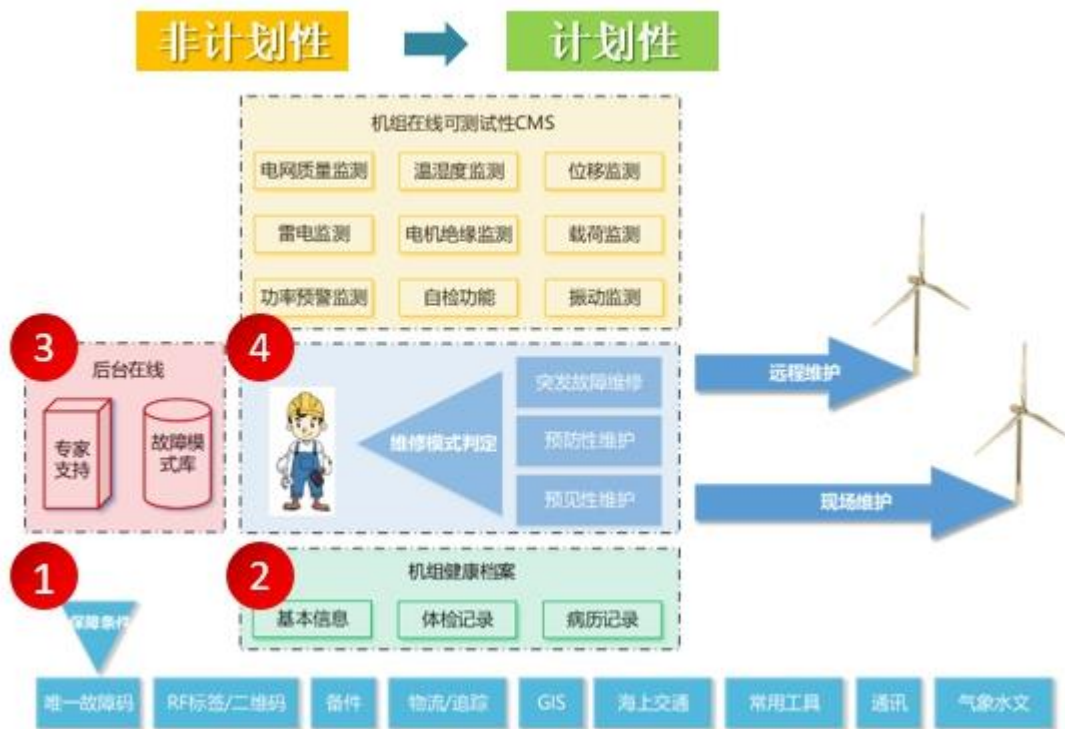 非计划性
计划性
机组在线可测试性CMS
电网质量监测
温湿度监测
位移监测
雷电监测
电机绝缘监测
载荷监测
功率预警监测
自检功能
振动监测
3
后台在线
专家
支持
故障模
式库
4
维修模式判定
突发故障维修
预防性维护
预见性维护
远程维护
现场维护
1
保障条件
2
机组健康档案
基本信息
体检记录
病历记录
唯一故障码
RF标签/二维码
备件
物流/追踪
GIS
海上交通
常用工具
通讯
气象水文